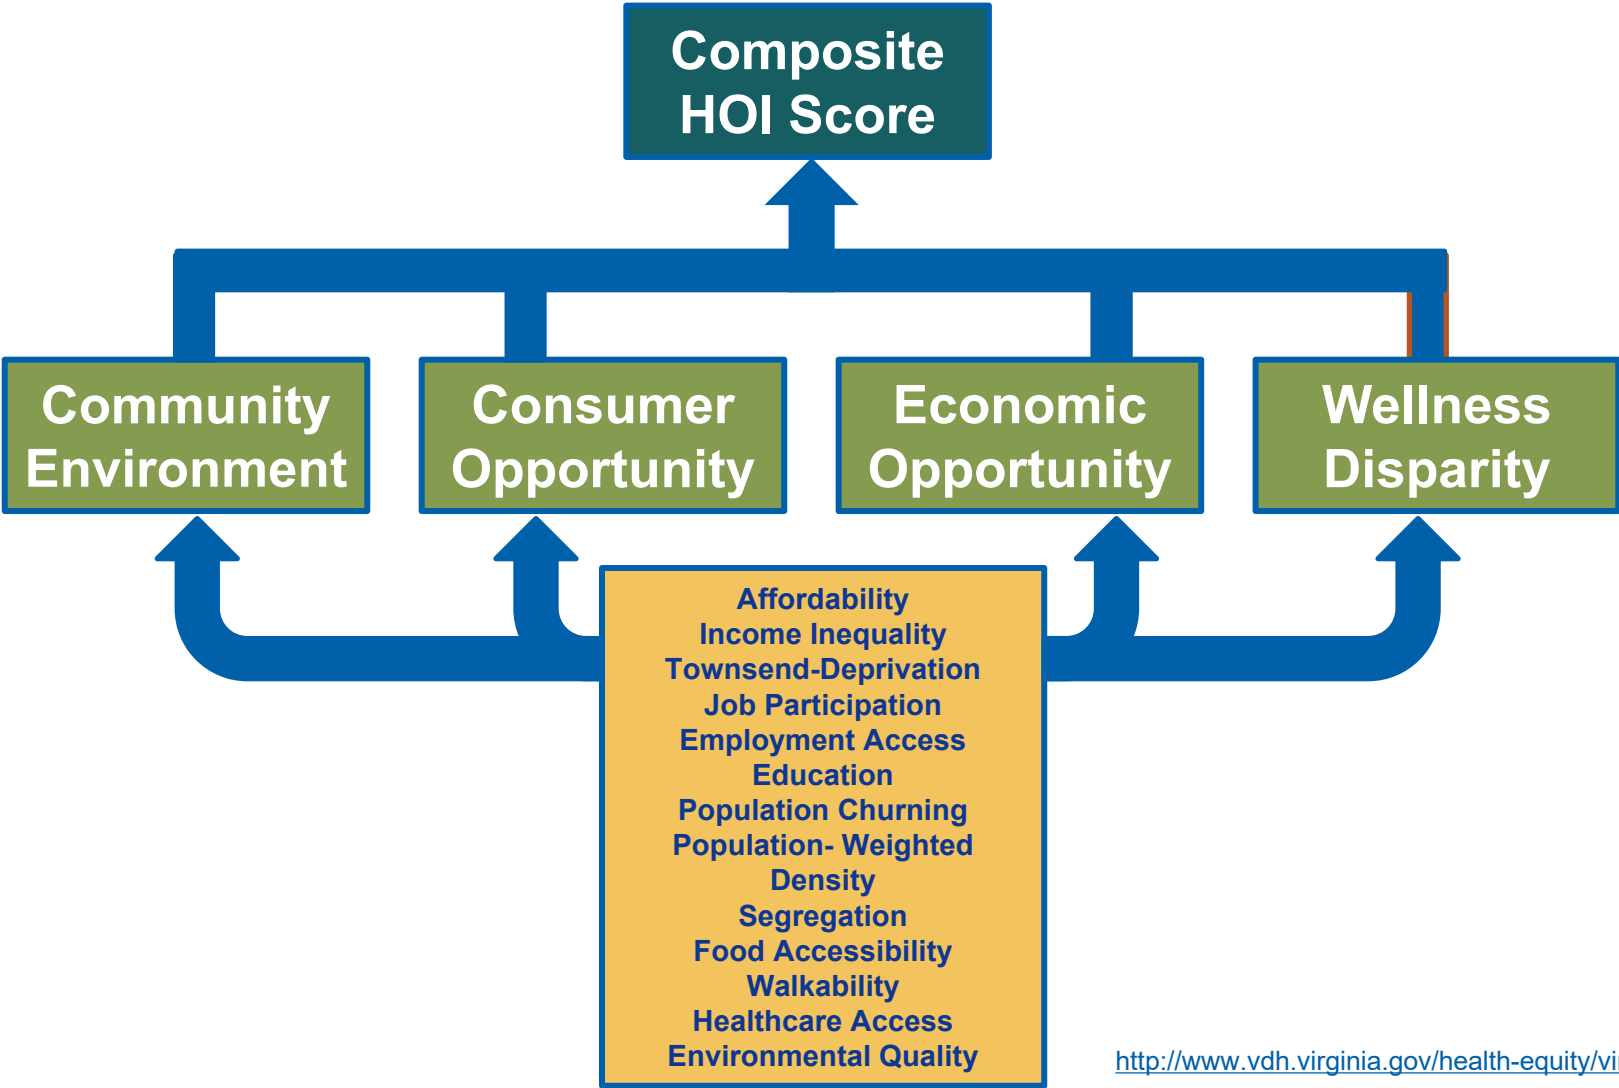 Composite
HOI Score
Community
Environment
Consumer
Opportunity
Economic
Opportunity
Wellness
Disparity
Affordability
Income Inequality
Townsend-Deprivation
Job Participation
Employment Access
Education
Population Churning
Population- Weighted
Density
Segregation
Food Accessibility
Walkability
Healthcare Access
Environmental Quality
http://www.vdh.virginia.gov/health-equity/vi